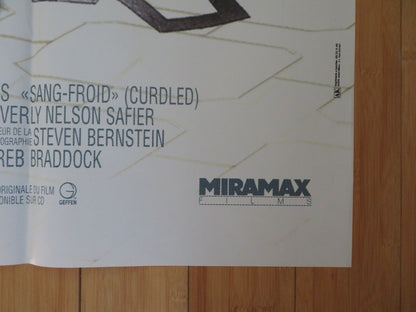 S «SANG-FROID» (CURDLED)
VERLY NELSON SAFIER
EUR DE LA
OGRAPHIE STEVEN BERNSTEIN
REB BRADDOCK
ORIGINALE DU FILM
ONIBLE SUR CD
GEFFEN
MIRAMAX
FILMS